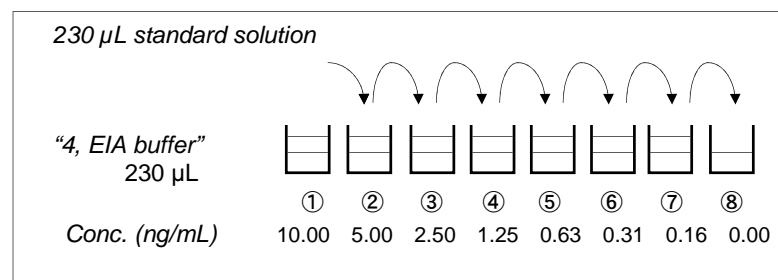 230 µL standard solution
“4, EIA buffer”
230 µL
① ② ③ ④ ⑤ ⑥ ⑦ ⑧
Conc. (ng/mL) 10.00 5.00 2.50 1.25 0.63 0.31 0.16 0.00